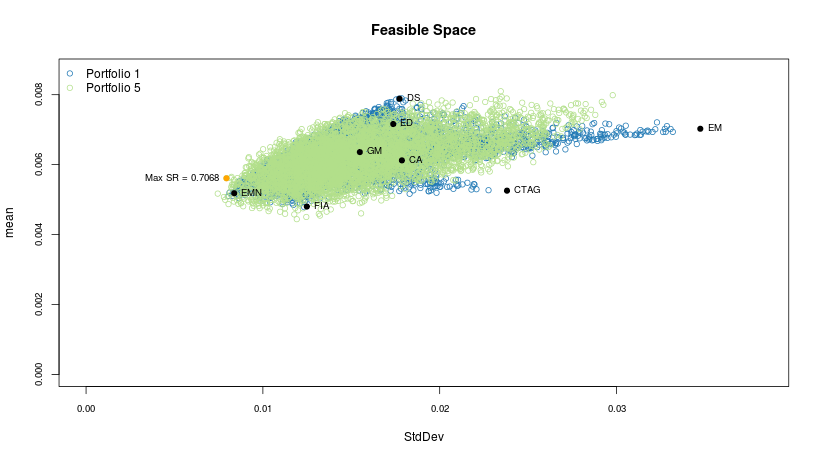 Feasible Space
Portfolio 1
Portfolio 5
mean
0.008
0.006
0.004
0.002
0.000
DS
ED
EM
GM
CA
Max SR = 0.7068
EMN
CTAG
FIA
0.00
0.01
0.02
0.03
StdDev